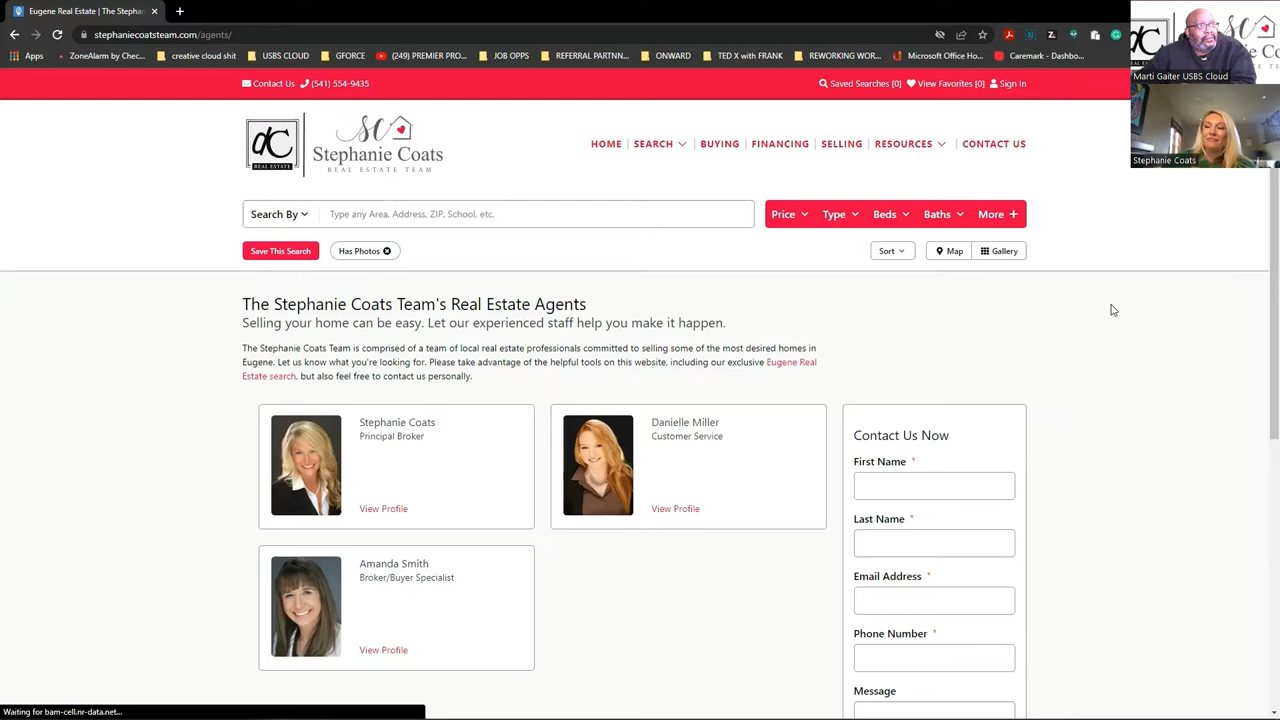 Eugene Real Estate | The Stephan
stephaniecoatsteam.com/agents/
Apps
ZoneAlarm by Chec...
creative cloud shit
USBS CLOUD
GFORCE
(249) PREMIER PRO...
JOB OPPS
REFERRAL PARTNN...
ONWARD
TED X with FRANK
REWORKING WOR...
Microsoft Office Ho...
Caremark - Dashbo...
Marti Gaiter USBS Cloud
Stephanie Coats
Contact Us (541) 554-9435
Saved Searches [0] View Favorites [0] Sign In
dC
REAL ESTATE
sc
Stephanie Coats
REAL ESTATE TEAM
HOME SEARCH BUYING FINANCING SELLING RESOURCES CONTACT US
Search By Type any Area, Address, ZIP, School, etc.
Price Type Beds Baths More +
Save This Search Has Photos
Sort Map Gallery
The Stephanie Coats Team's Real Estate Agents
Selling your home can be easy. Let our experienced staff help you make it happen.
The Stephanie Coats Team is comprised of a team of local real estate professionals committed to selling some of the most desired homes in
Eugene. Let us know what you're looking for. Please take advantage of the helpful tools on this website, including our exclusive Eugene Real
Estate search, but also feel free to contact us personally.
Stephanie Coats
Principal Broker
View Profile
Danielle Miller
Customer Service
View Profile
Amanda Smith
Broker/Buyer Specialist
View Profile
Contact Us Now
First Name *
Last Name *
Email Address *
Phone Number *
Message
Waiting for bam-cell.nr-data.net...